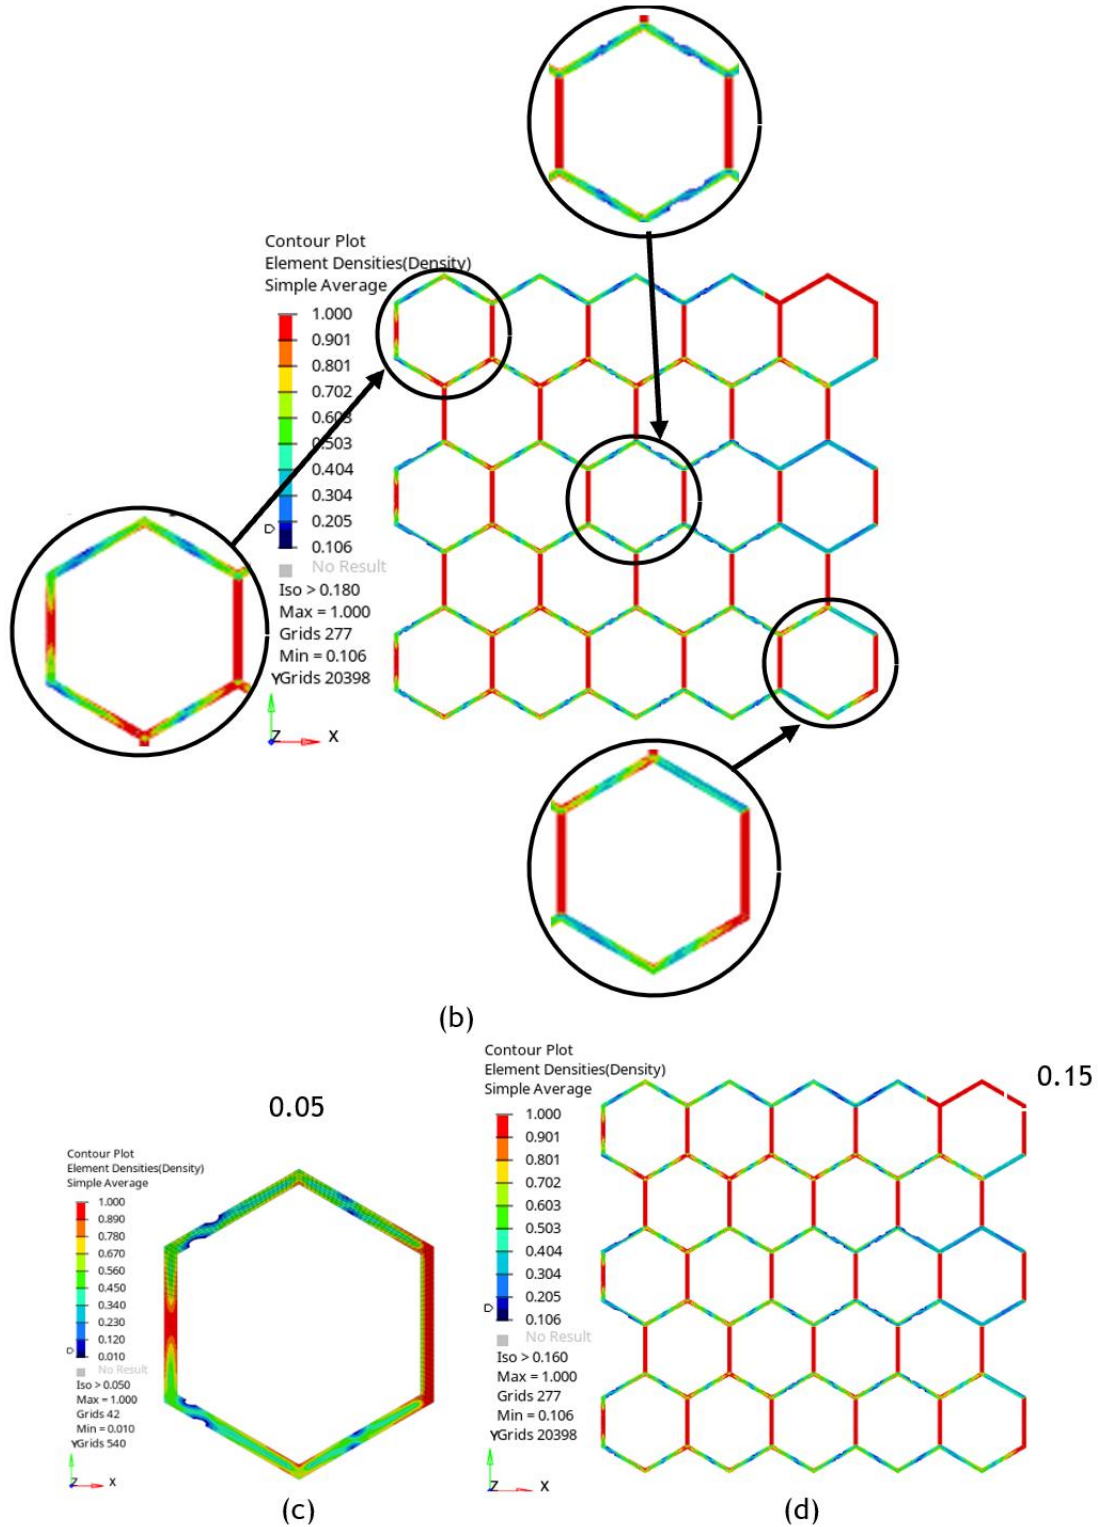 Contour Plot
Element Densities(Density)
Simple Average
1.000
0.901
0.801
0.702
0.603
0.503
0.404
0.304
0.205
0.106
D
No Result
Iso > 0.180
Max = 1.000
Grids 277
Min = 0.106
Grids 20398
Y
Z X
(b)
Contour Plot
Element Densities(Density)
Simple Average
1.000
0.901
0.801
0.702
0.603
0.503
0.404
0.304
0.205
0.106
D
No Result
Iso > 0.160
Max = 1.000
Grids 277
Min = 0.106
Grids 20398
Y
Z X
0.15
0.05
Contour Plot
Element Densities(Density)
Simple Average
1.000
0.890
0.780
0.670
0.560
0.450
0.340
0.230
0.120
0.010
D
No Result
Iso > 0.050
Max = 1.000
Grids 42
Min = 0.010
Grids 540
Y
Z X
(c)
(d)